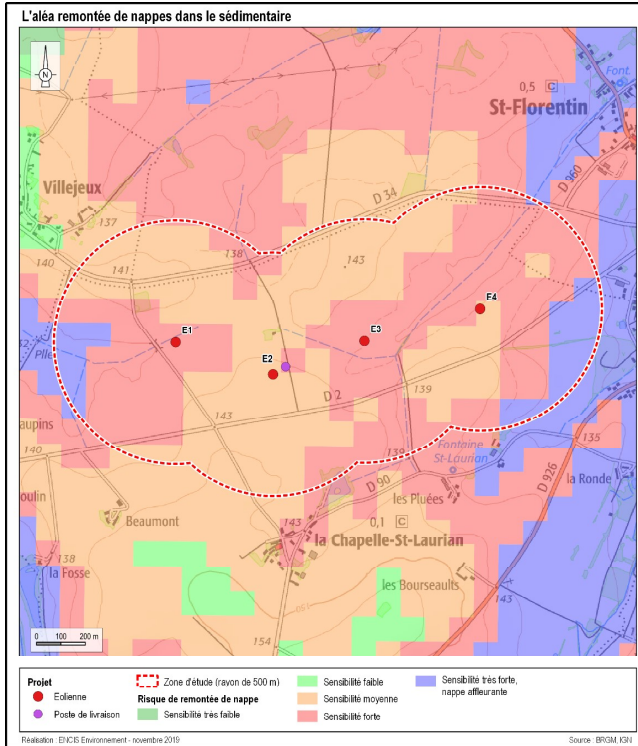 L'aléa remontée de nappes dans le sédimentaire
N
0,5 C
Font.
St-Florentin
Villejeux
D 960
137
D 34
138
140
141
143
E4
E1
E3
E2
D 2
139
143
140
139
Fontaine
St-Laurian
135
D 926
la Ronde
D 90
les Pluées
Beaumont
0,1 C
143
la Chapelle-St-Laurian
138
la Fosse
les Bourseaults
143
154
0 100 200 m
Projet
Eolienne
Poste de livraison
Zone d'étude (rayon de 500 m)
Risque de remontée de nappe
Sensibilité très faible
Sensibilité faible
Sensibilité moyenne
Sensibilité forte
Sensibilité très forte,
nappe affleurante
Réalisation : ENCIS Environnement - novembre 2019
Source : BRGM, IGN